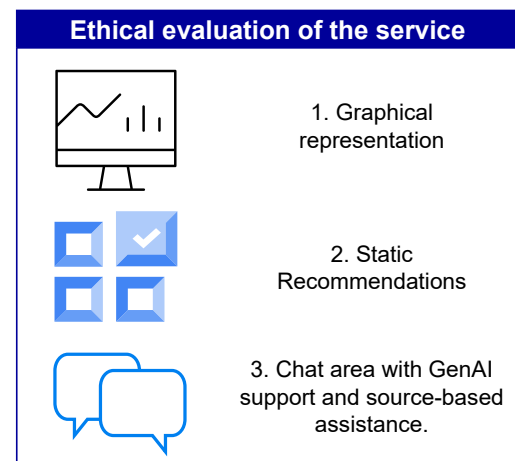 Ethical evaluation of the service
1. Graphical
representation
2. Static
Recommendations
3. Chat area with GenAI
support and source-based
assistance.